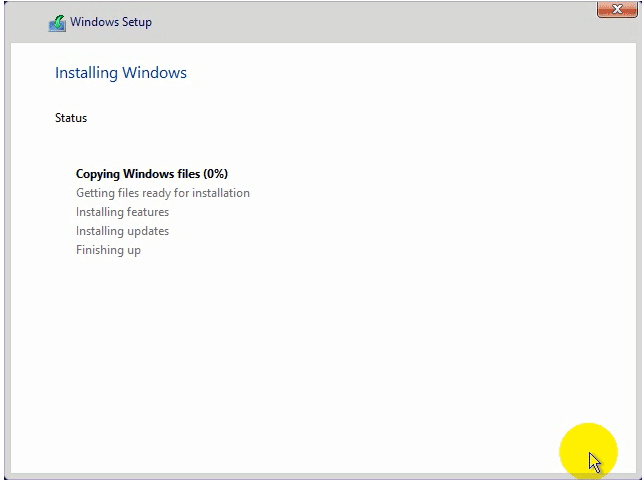 Windows Setup
Installing Windows
Status
Copying Windows files (0%)
Getting files ready for installation
Installing features
Installing updates
Finishing up